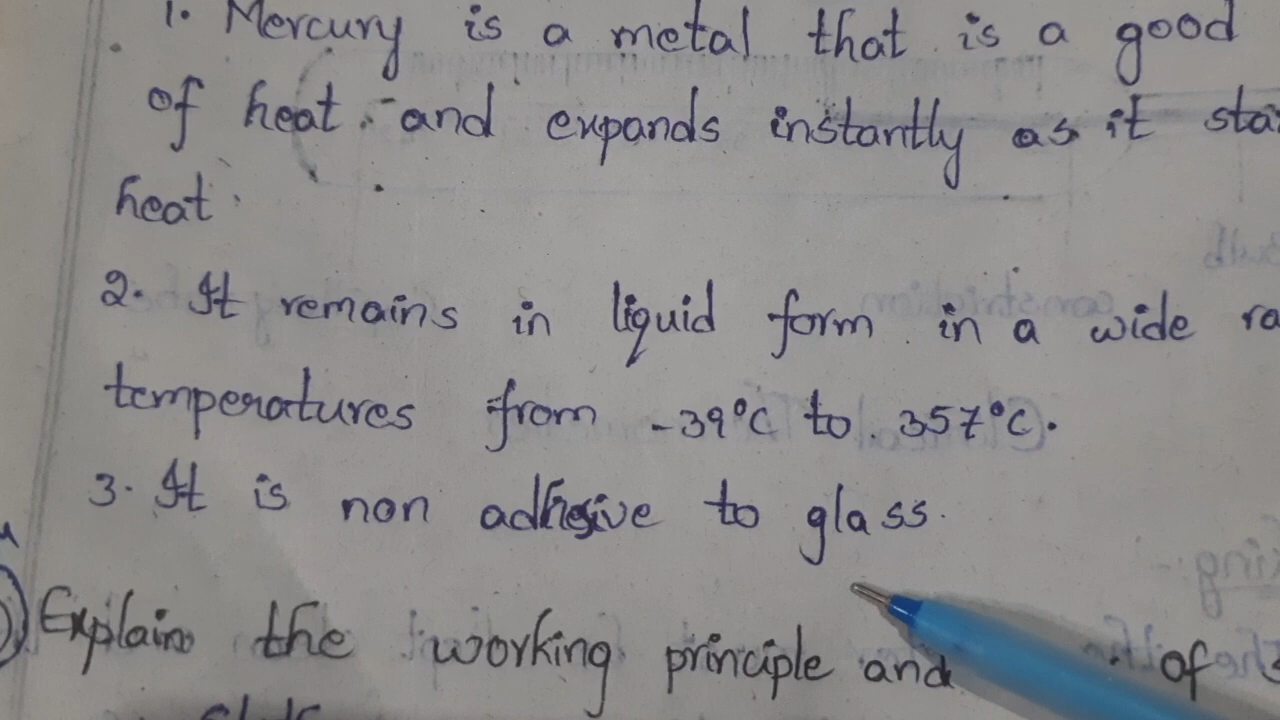 1. Mercury is a metal that is a good
of heat. and expands instantly as it
heat.
2. It remains in liquid form in a wide
temperatures from -39°C to 357°C.
3. It is non adhesive to glass.
Explain the working principle and of